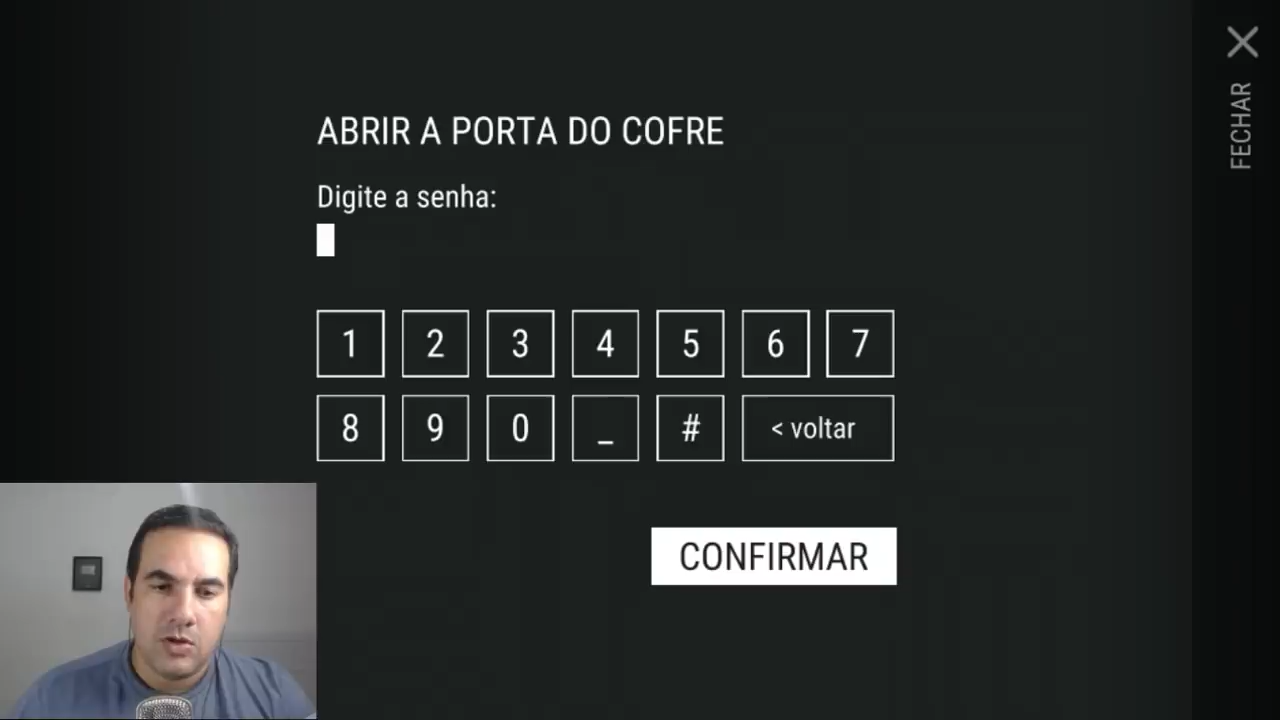 ABRIR A PORTA DO COFRE
Digite a senha:
1 2 3 4 5 6 7
8 9 0 _ # < voltar
CONFIRMAR
FECHAR